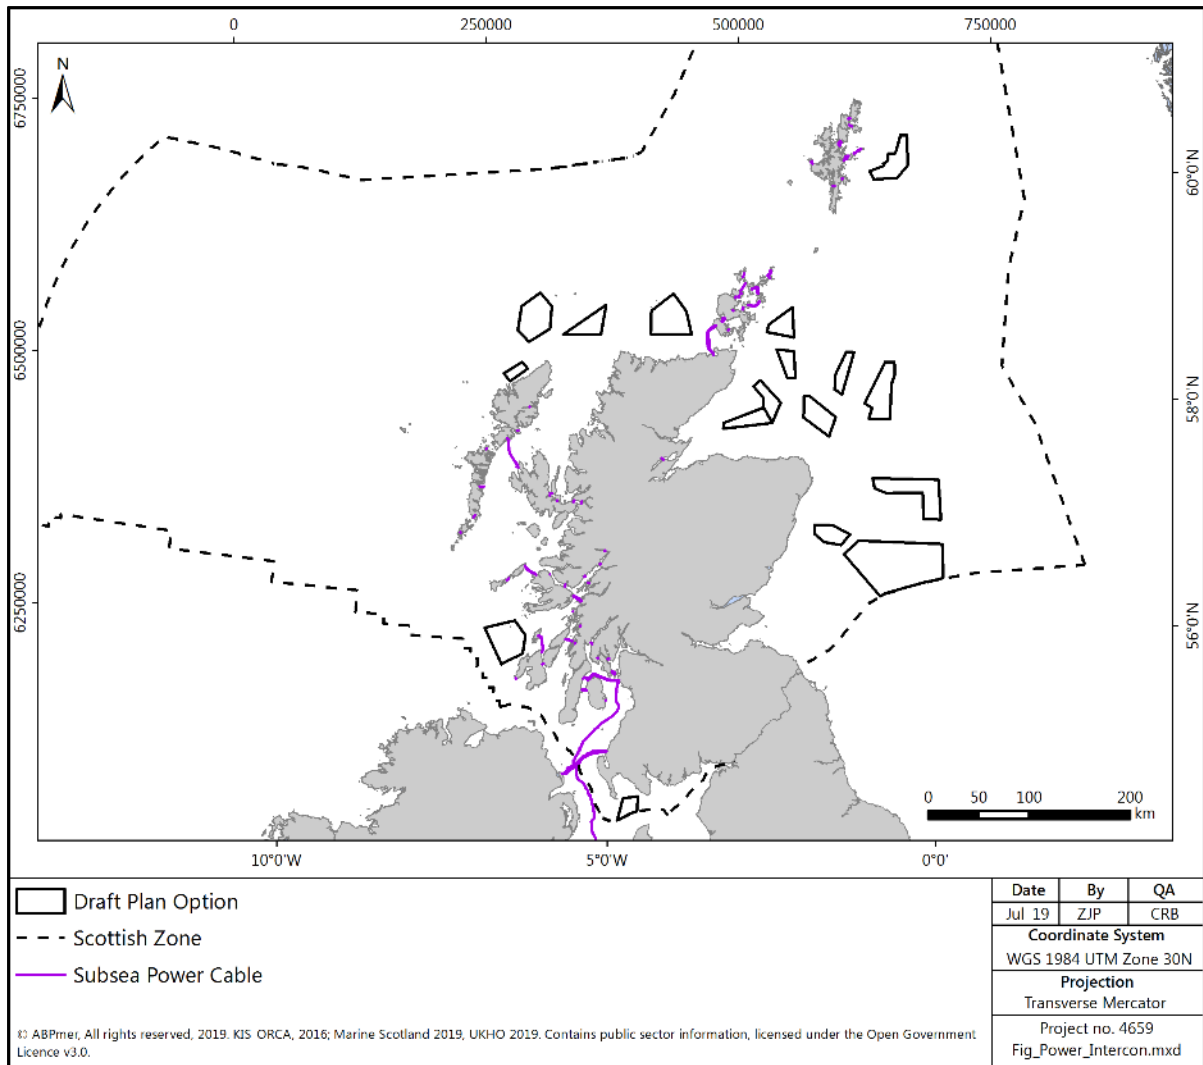 0 250000 500000 750000
N
6750000
6500000
6250000
60°0'N
58°0'N
56°0'N
0 50 100 200
km
10°0'W 5°0'W 0°0'
Draft Plan Option
Scottish Zone
Subsea Power Cable
© ABPmer, All rights reserved, 2019. KIS ORCA, 2016; Marine Scotland 2019, UKHO 2019. Contains public sector information, licensed under the Open Government
Licence v3.0.
Date By QA
Jul 19 ZJP CRB
Coordinate System
WGS 1984 UTM Zone 30N
Projection
Transverse Mercator
Project no. 4659
Fig_Power_Intercon.mxd